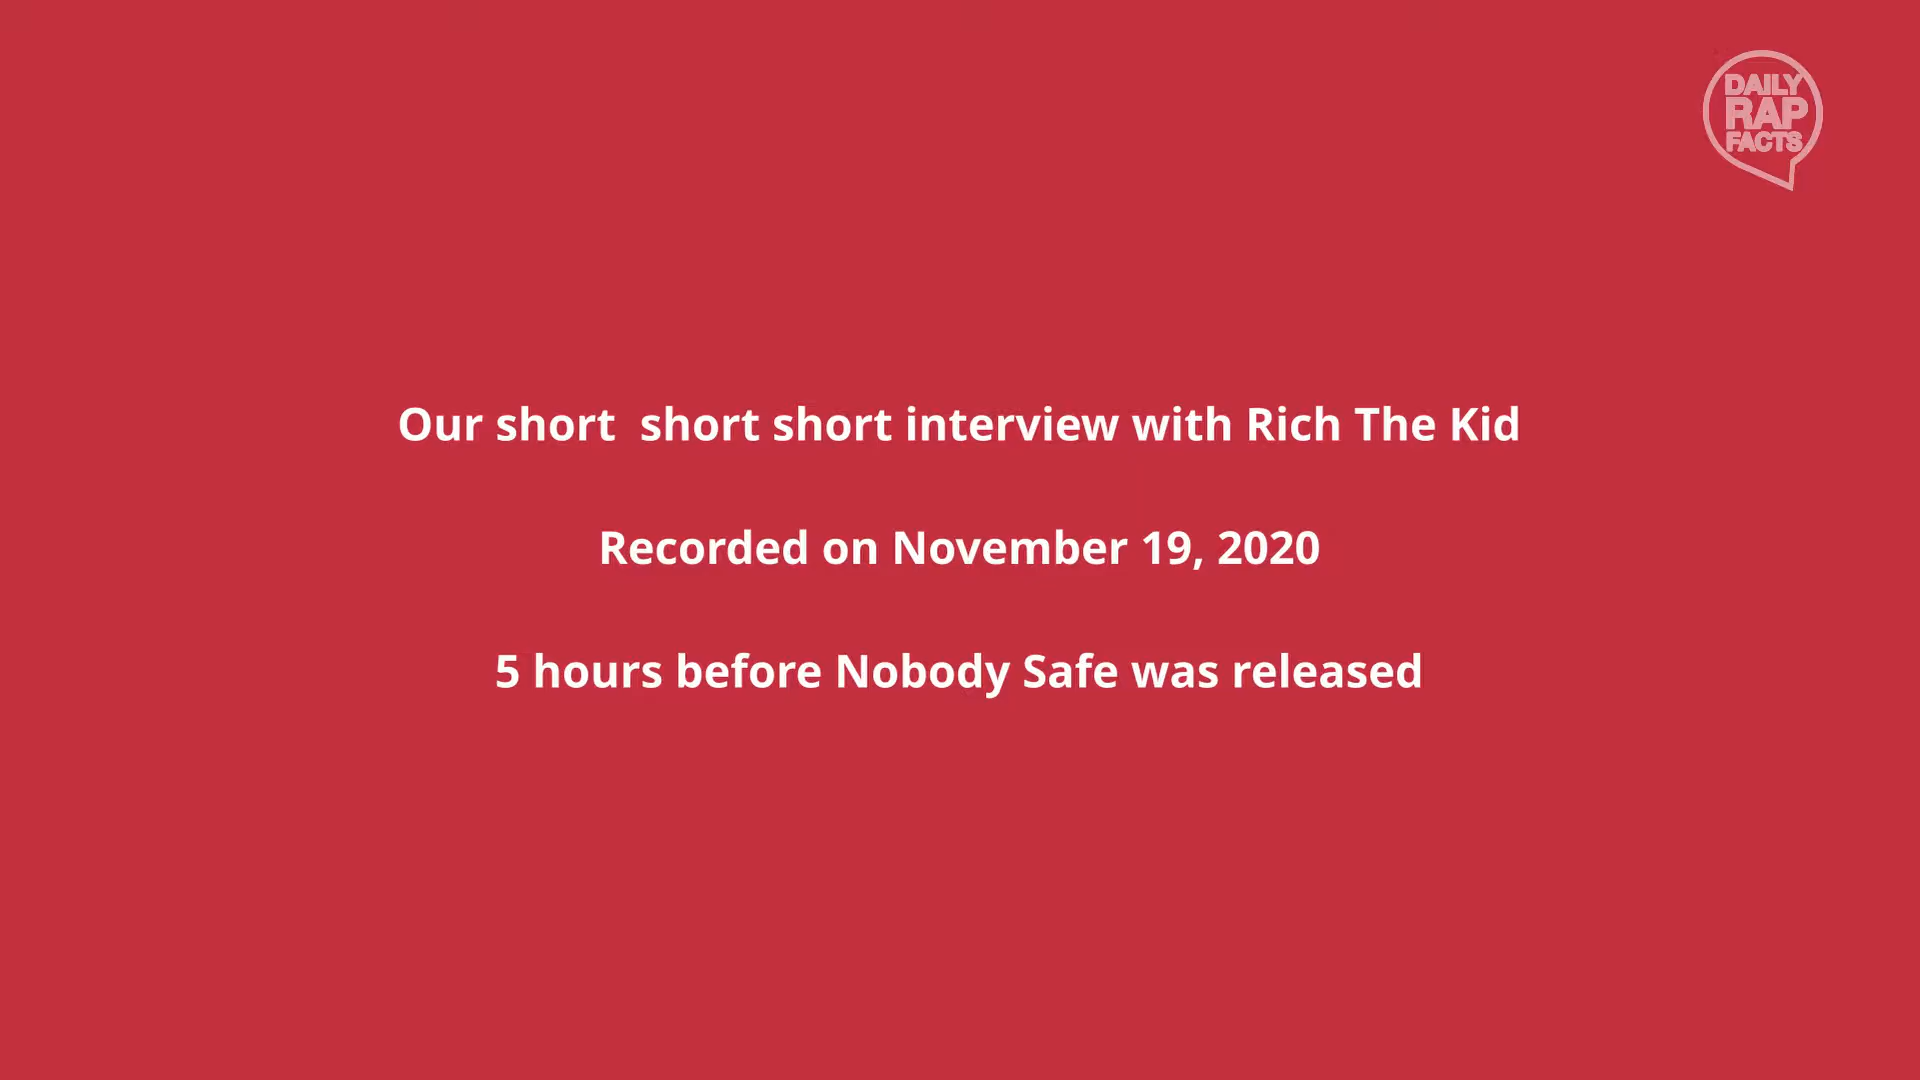 DAILY
RAP
FACTS
Our short  short short interview with Rich The Kid
Recorded on November 19, 2020
5 hours before Nobody Safe was released